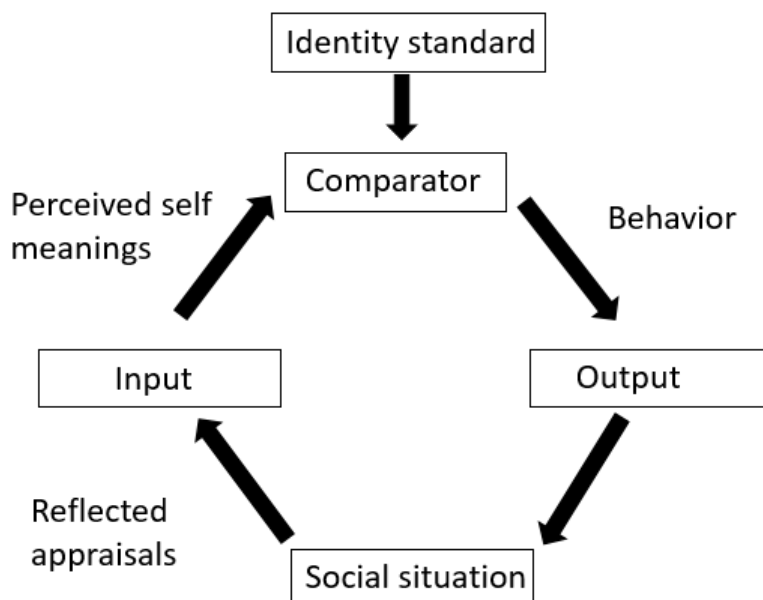 Identity standard
Comparator
Perceived self
meanings
Behavior
Input
Output
Reflected
appraisals
Social situation